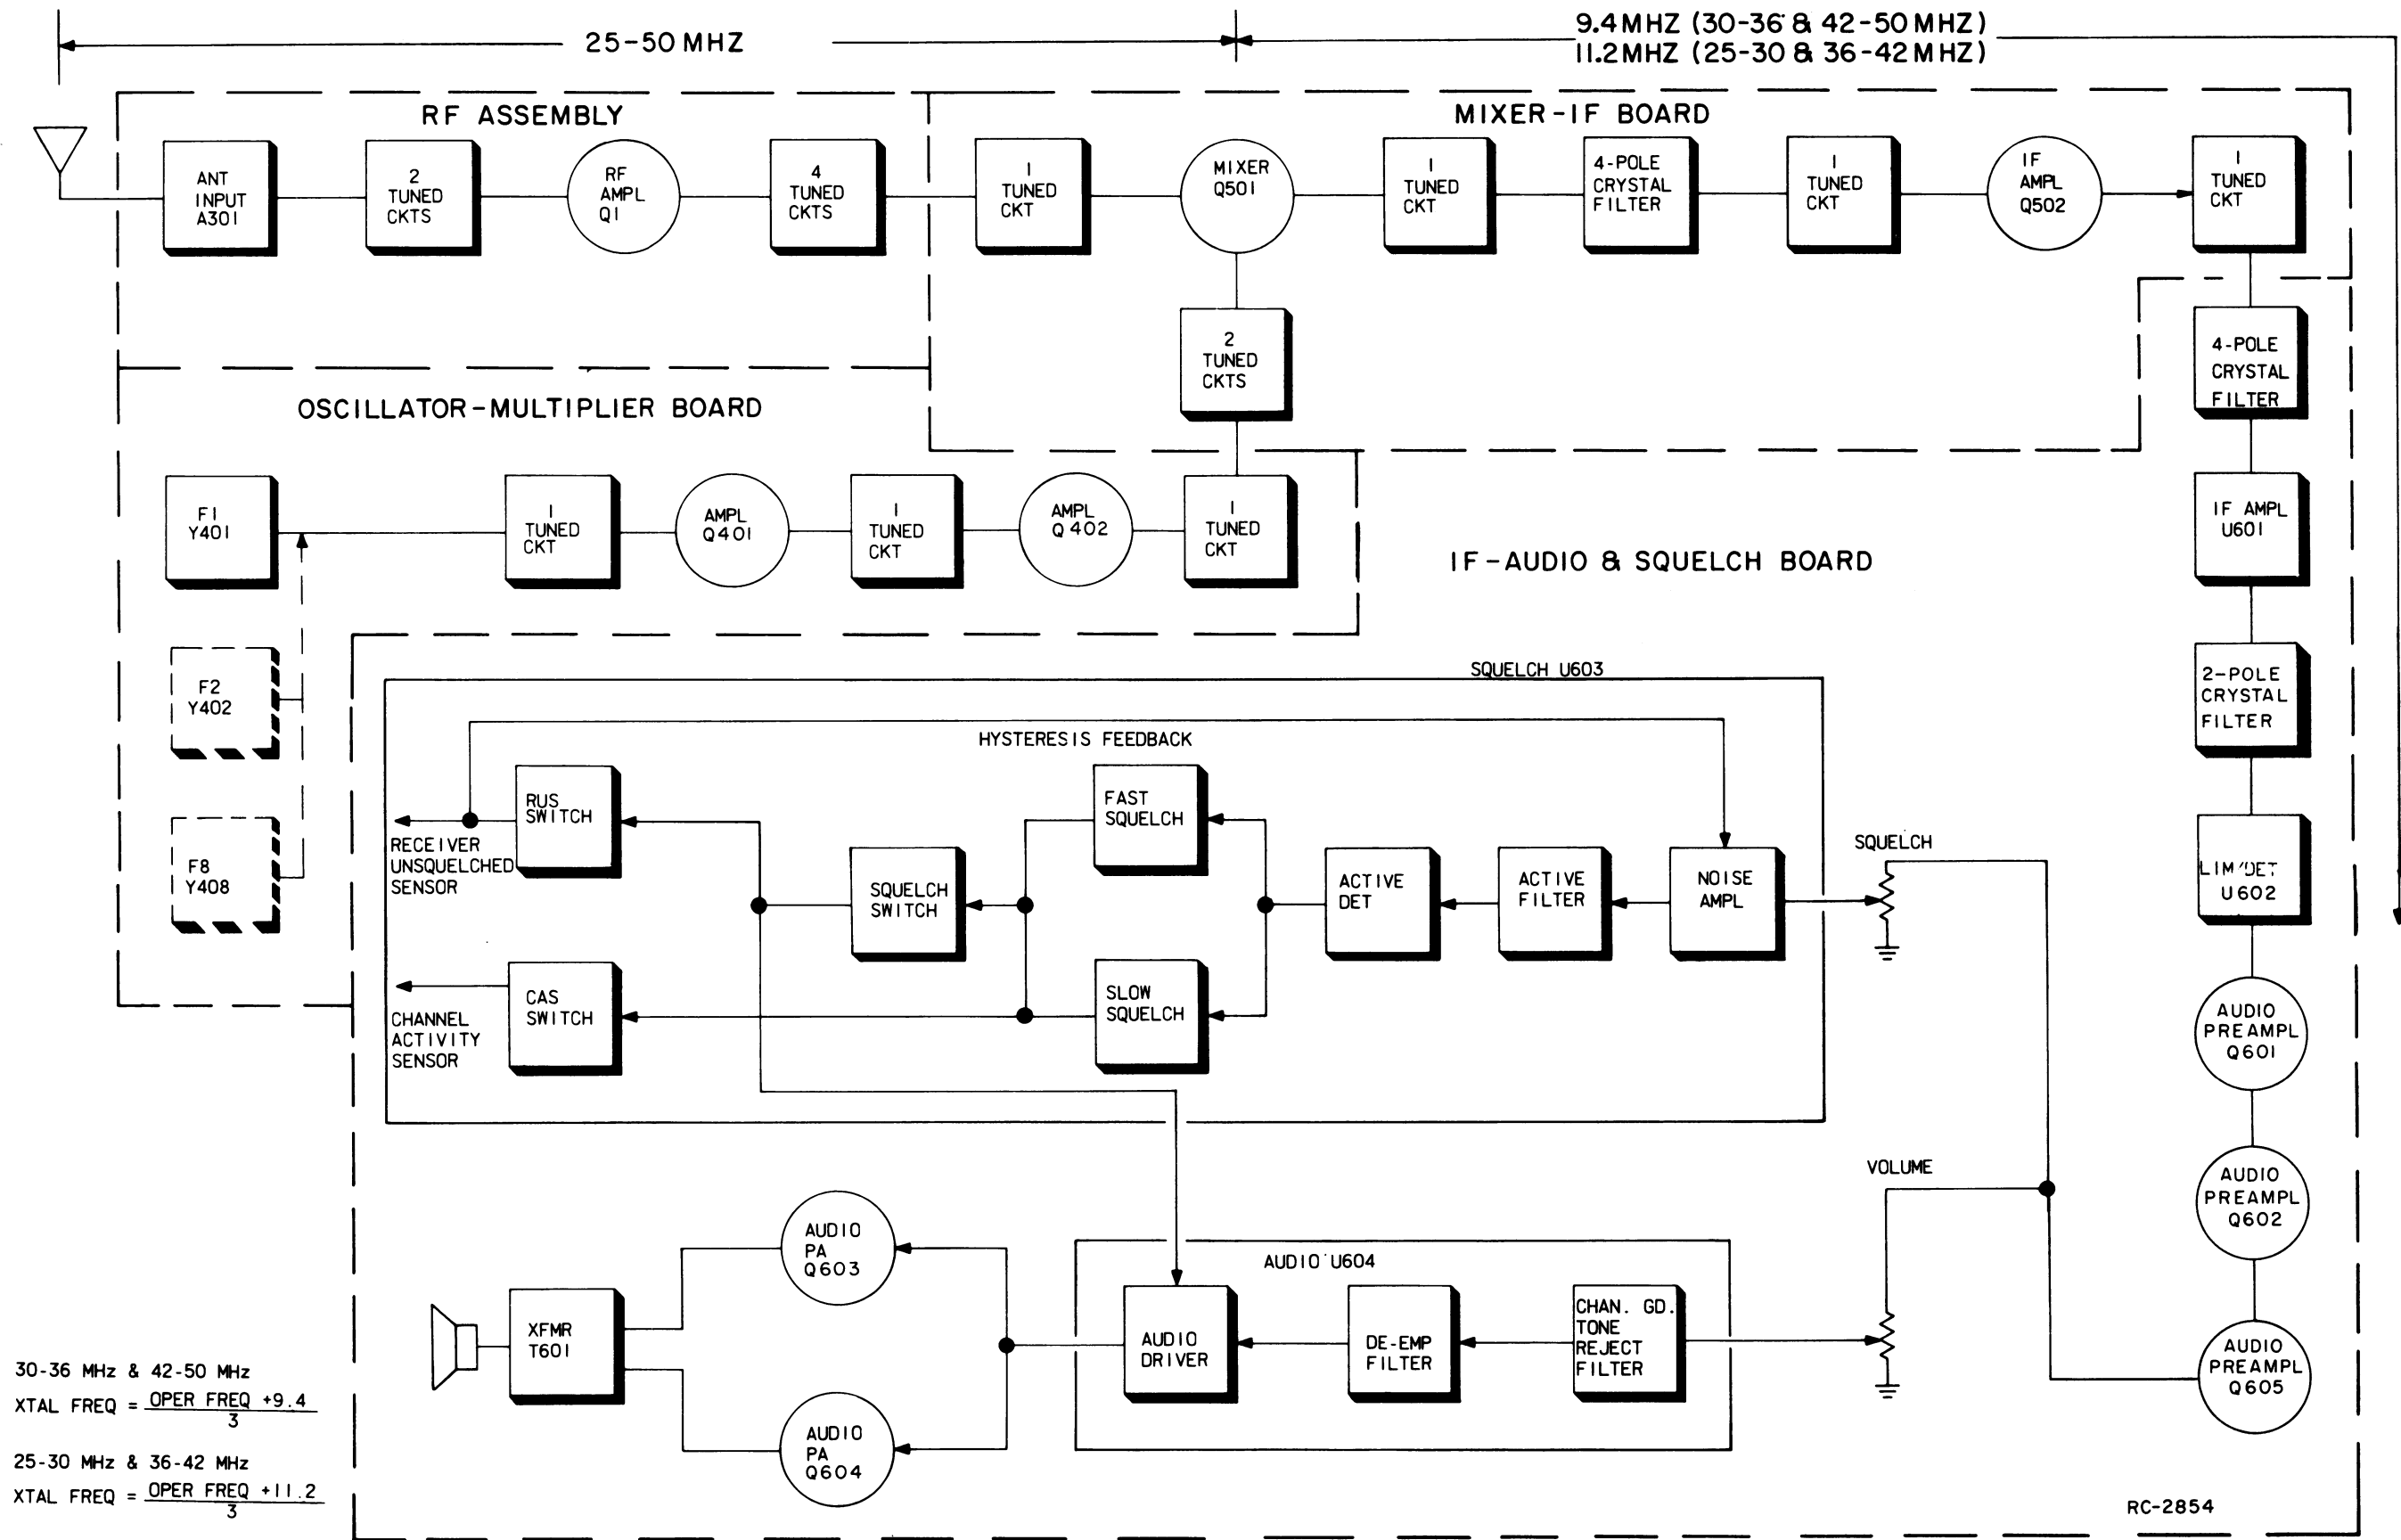 25-50 MHZ
9.4MHZ (30-36 & 42-50 MHZ)
11.2MHZ (25-30 & 36-42MHZ)
RF ASSEMBLY
MIXER-IF BOARD
ANT
INPUT
A301
2
TUNED
CKTS
RF
AMPL
Q1
4
TUNED
CKTS
1
TUNED
CKT
MIXER
Q501
1
TUNED
CKT
4-POLE
CRYSTAL
FILTER
1
TUNED
CKT
IF
AMPL
Q502
1
TUNED
CKT
2
TUNED
CKTS
4-POLE
CRYSTAL
FILTER
OSCILLATOR-MULTIPLIER BOARD
F1
Y401
1
TUNED
CKT
AMPL
Q401
1
TUNED
CKT
AMPL
Q402
1
TUNED
CKT
IF AMPL
U601
IF-AUDIO & SQUELCH BOARD
F2
Y402
F8
Y408
2-POLE
CRYSTAL
FILTER
SQUELCH U603
HYSTERESIS FEEDBACK
RUS
SWITCH
FAST
SQUELCH
RECEIVER
UNSQUELCHED
SENSOR
SQUELCH
SWITCH
ACTIVE
DET
ACTIVE
FILTER
NOISE
AMPL
SQUELCH
LIM/DET
U602
CAS
SWITCH
SLOW
SQUELCH
CHANNEL
ACTIVITY
SENSOR
AUDIO
PREAMPL
Q601
VOLUME
AUDIO
PREAMPL
Q602
AUDIO
PA
Q603
AUDIO U604
XFMR
T601
AUDIO
DRIVER
DE-EMP
FILTER
CHAN. GD.
TONE
REJECT
FILTER
AUDIO
PREAMPL
Q605
AUDIO
PA
Q604
30-36 MHz & 42-50 MHz
XTAL FREQ = OPER FREQ +9.4
3
25-30 MHz & 36-42 MHz
XTAL FREQ = OPER FREQ +11.2
3
RC-2854